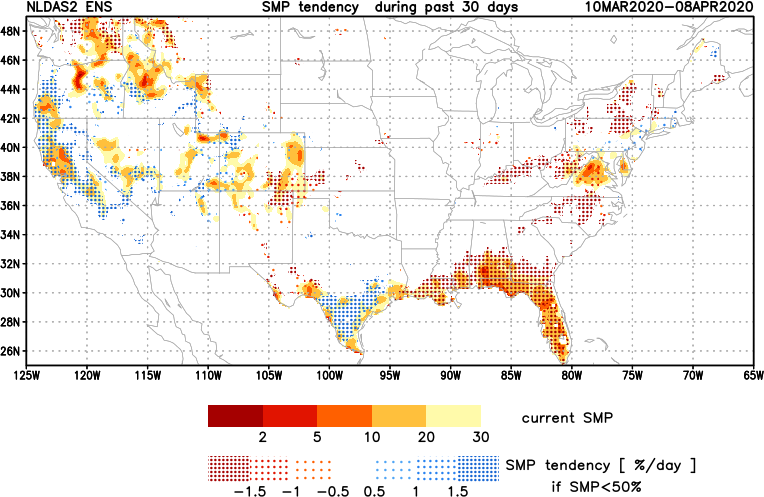 NLDAS2 ENS SMP tendency during past 30 days 10MAR2020−08APR2020
48N
46N
44N
42N
40N
38N
36N
34N
32N
30N
28N
26N
125W 120W 115W 110W 105W 100W 95W 90W 85W 80W 75W 70W 65W
current SMP
2 5 10 20 30
SMP tendency [ %/day ]
−1.5 −1 −0.5 0.5 1 1.5
if SMP<50%